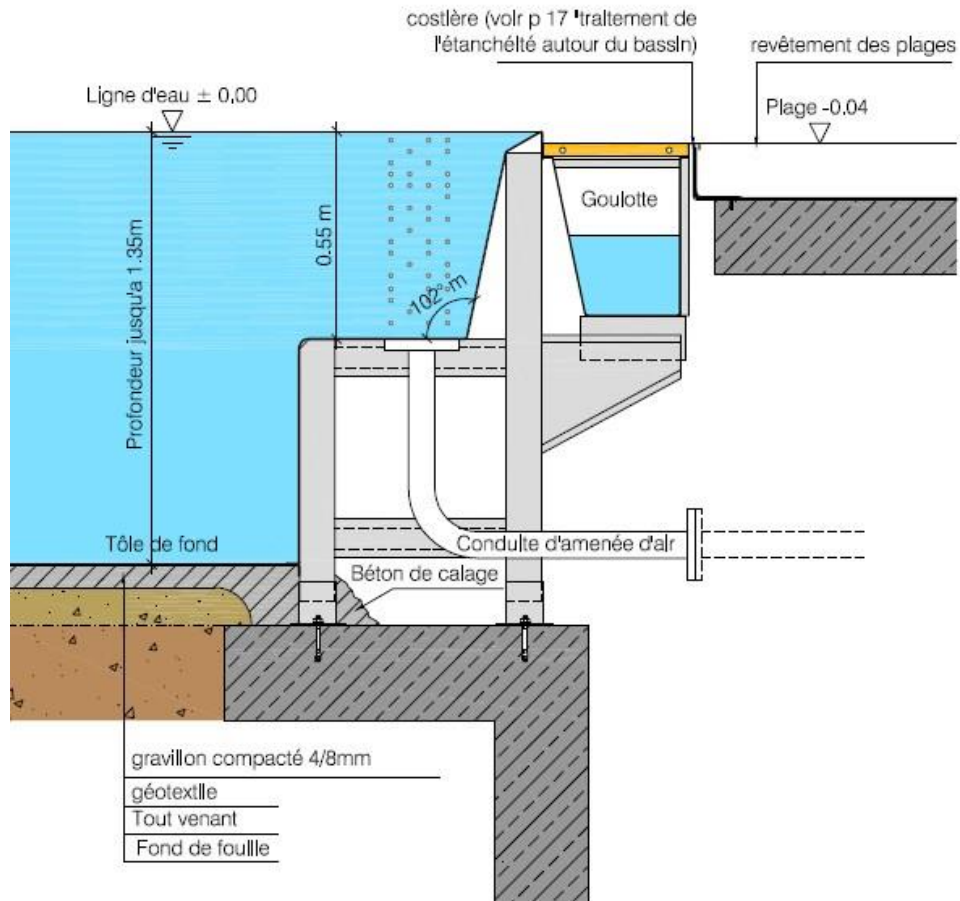 costière (voir p 17 "traitement de
l'étanchéité autour du bassin)
revêtement des plages
Ligne d'eau ± 0,00
Plage -0.04
Goulotte
Profondeur jusqu'a 1.35m
0.55 m
102° m
Tôle de fond
Conduite d'amenée d'air
Béton de calage
gravillon compacté 4/8mm
géotextile
Tout venant
Fond de fouille